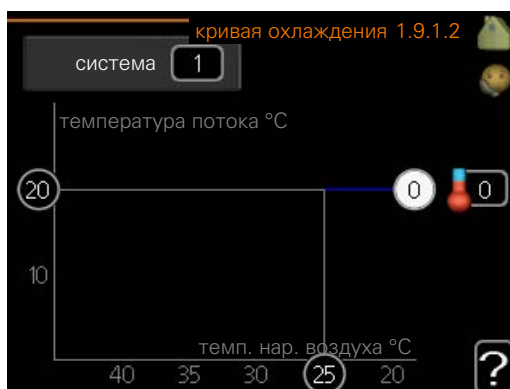 кривая охлаждения 1.9.1.2
система 1
температура потока °C
20 0 0
10
темп. нар. воздуха °C
40 35 30 25 20
?